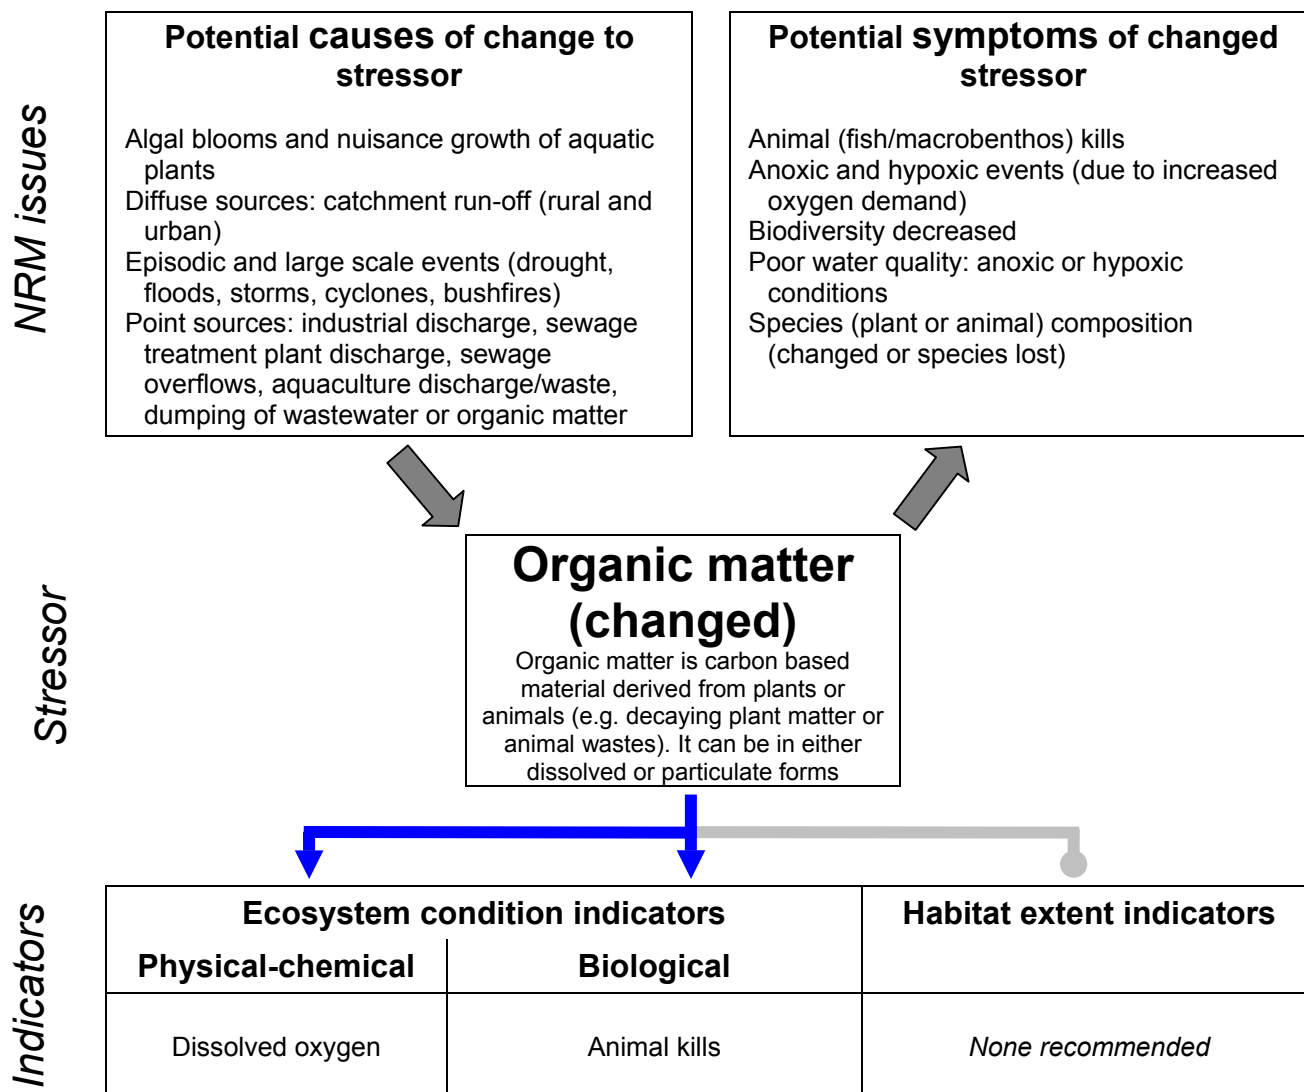 NRM issues
Potential causes of change to
stressor
Algal blooms and nuisance growth of aquatic
plants
Diffuse sources: catchment run-off (rural and
urban)
Episodic and large scale events (drought,
floods, storms, cyclones, bushfires)
Point sources: industrial discharge, sewage
treatment plant discharge, sewage
overflows, aquaculture discharge/waste,
dumping of wastewater or organic matter
Potential symptoms of changed
stressor
Animal (fish/macrobenthos) kills
Anoxic and hypoxic events (due to increased
oxygen demand)
Biodiversity decreased
Poor water quality: anoxic or hypoxic
conditions
Species (plant or animal) composition
(changed or species lost)
Stressor
Organic matter
(changed)
Organic matter is carbon based
material derived from plants or
animals (e.g. decaying plant matter or
animal wastes). It can be in either
dissolved or particulate forms
Indicators
Ecosystem condition indicators
Habitat extent indicators
Physical-chemical
Biological
Dissolved oxygen
Animal kills
None recommended